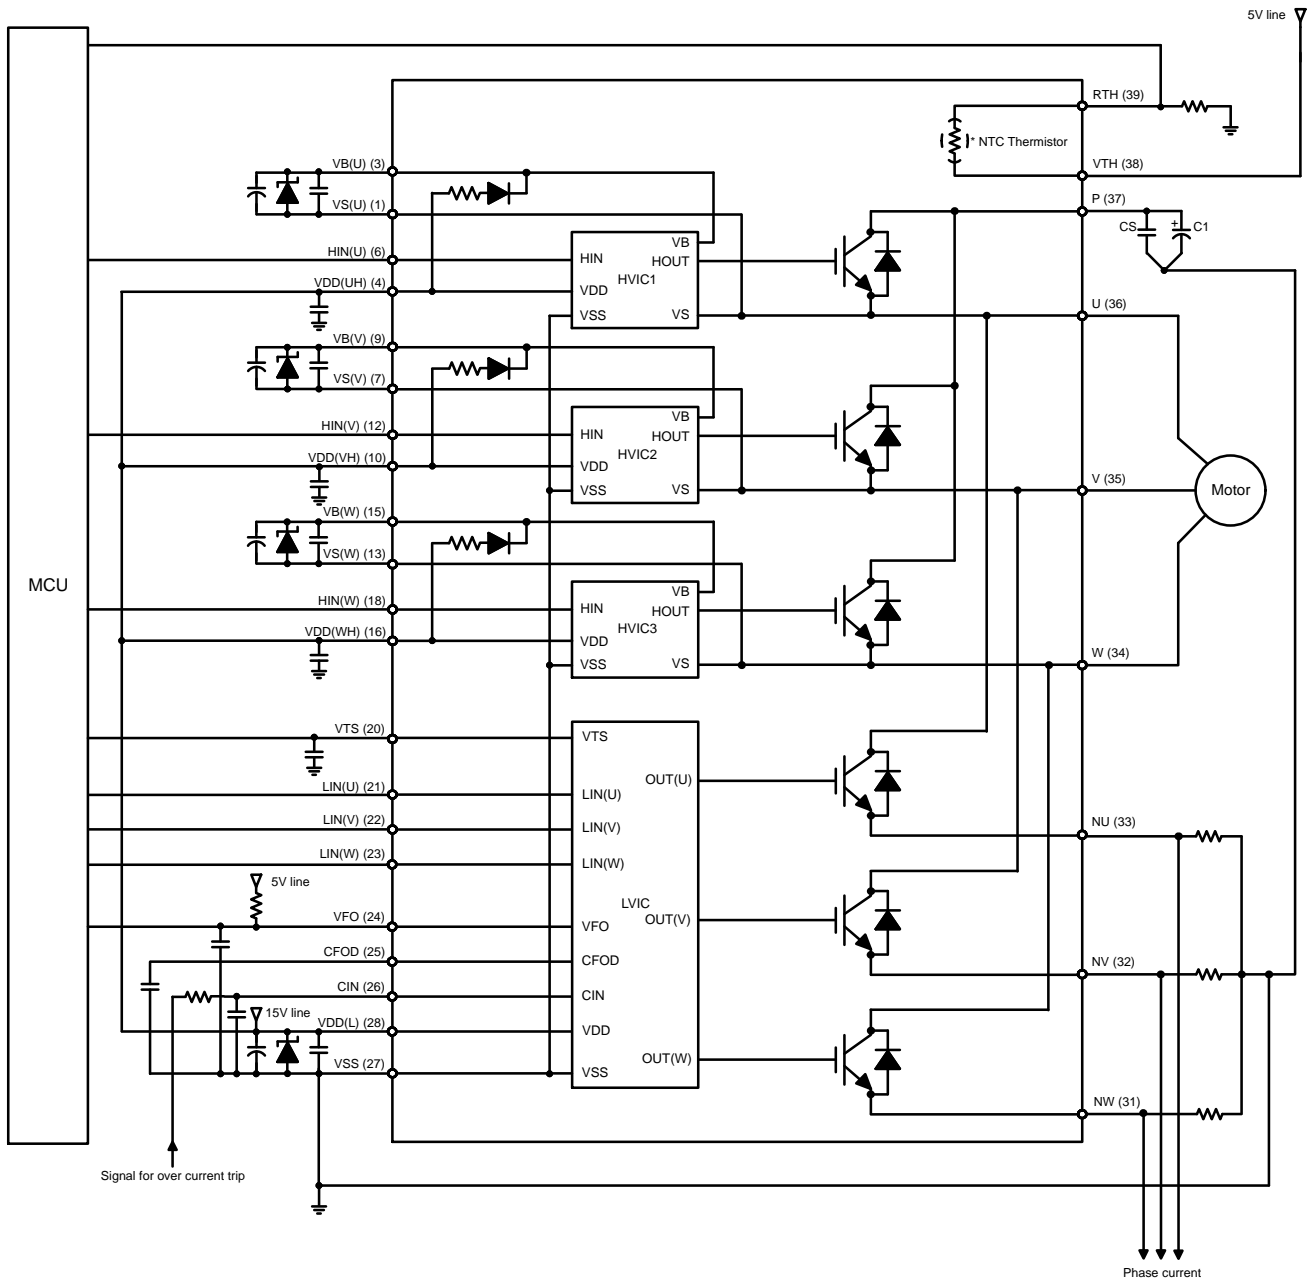 5V line
RTH (39)
(*) NTC Thermistor
VTH (38)
VB(U) (3)
VS(U) (1)
P (37)
CS
+
C1
HIN(U) (6)
HIN
VB
HOUT
HVIC1
VDD(UH) (4)
VDD
VSS
VS
U (36)
VB(V) (9)
VS(V) (7)
HIN(V) (12)
HIN
VB
HOUT
HVIC2
VDD(VH) (10)
VDD
VSS
VS
V (35)
Motor
VB(W) (15)
VS(W) (13)
MCU
HIN(W) (18)
HIN
VB
HOUT
HVIC3
VDD(WH) (16)
VDD
VSS
VS
W (34)
VTS (20)
VTS
OUT(U)
LIN(U) (21)
LIN(U)
LIN(V) (22)
LIN(V)
NU (33)
LIN(W) (23)
LIN(W)
5V line
LVIC
VFO (24)
VFO
OUT(V)
CFOD (25)
CFOD
NV (32)
CIN (26)
CIN
15V line
VDD(L) (28)
VDD
OUT(W)
VSS (27)
VSS
NW (31)
Signal for over current trip
Phase current